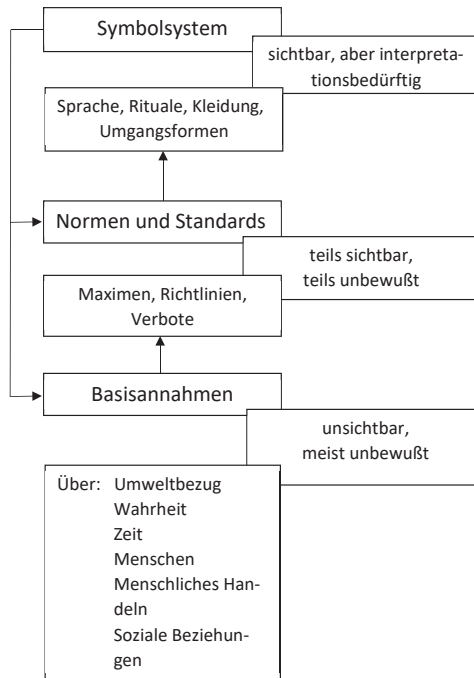 Symbolsystem
sichtbar, aber interpreta-
tionsbedürftig
Sprache, Rituale, Kleidung,
Umgangsformen
Normen und Standards
teils sichtbar,
teils unbewußt
Maximen, Richtlinien,
Verbote
Basisannahmen
unsichtbar,
meist unbewußt
Über: Umweltbezug
Wahrheit
Zeit
Menschen
Menschliches Han-
deln
Soziale Beziehun-
gen